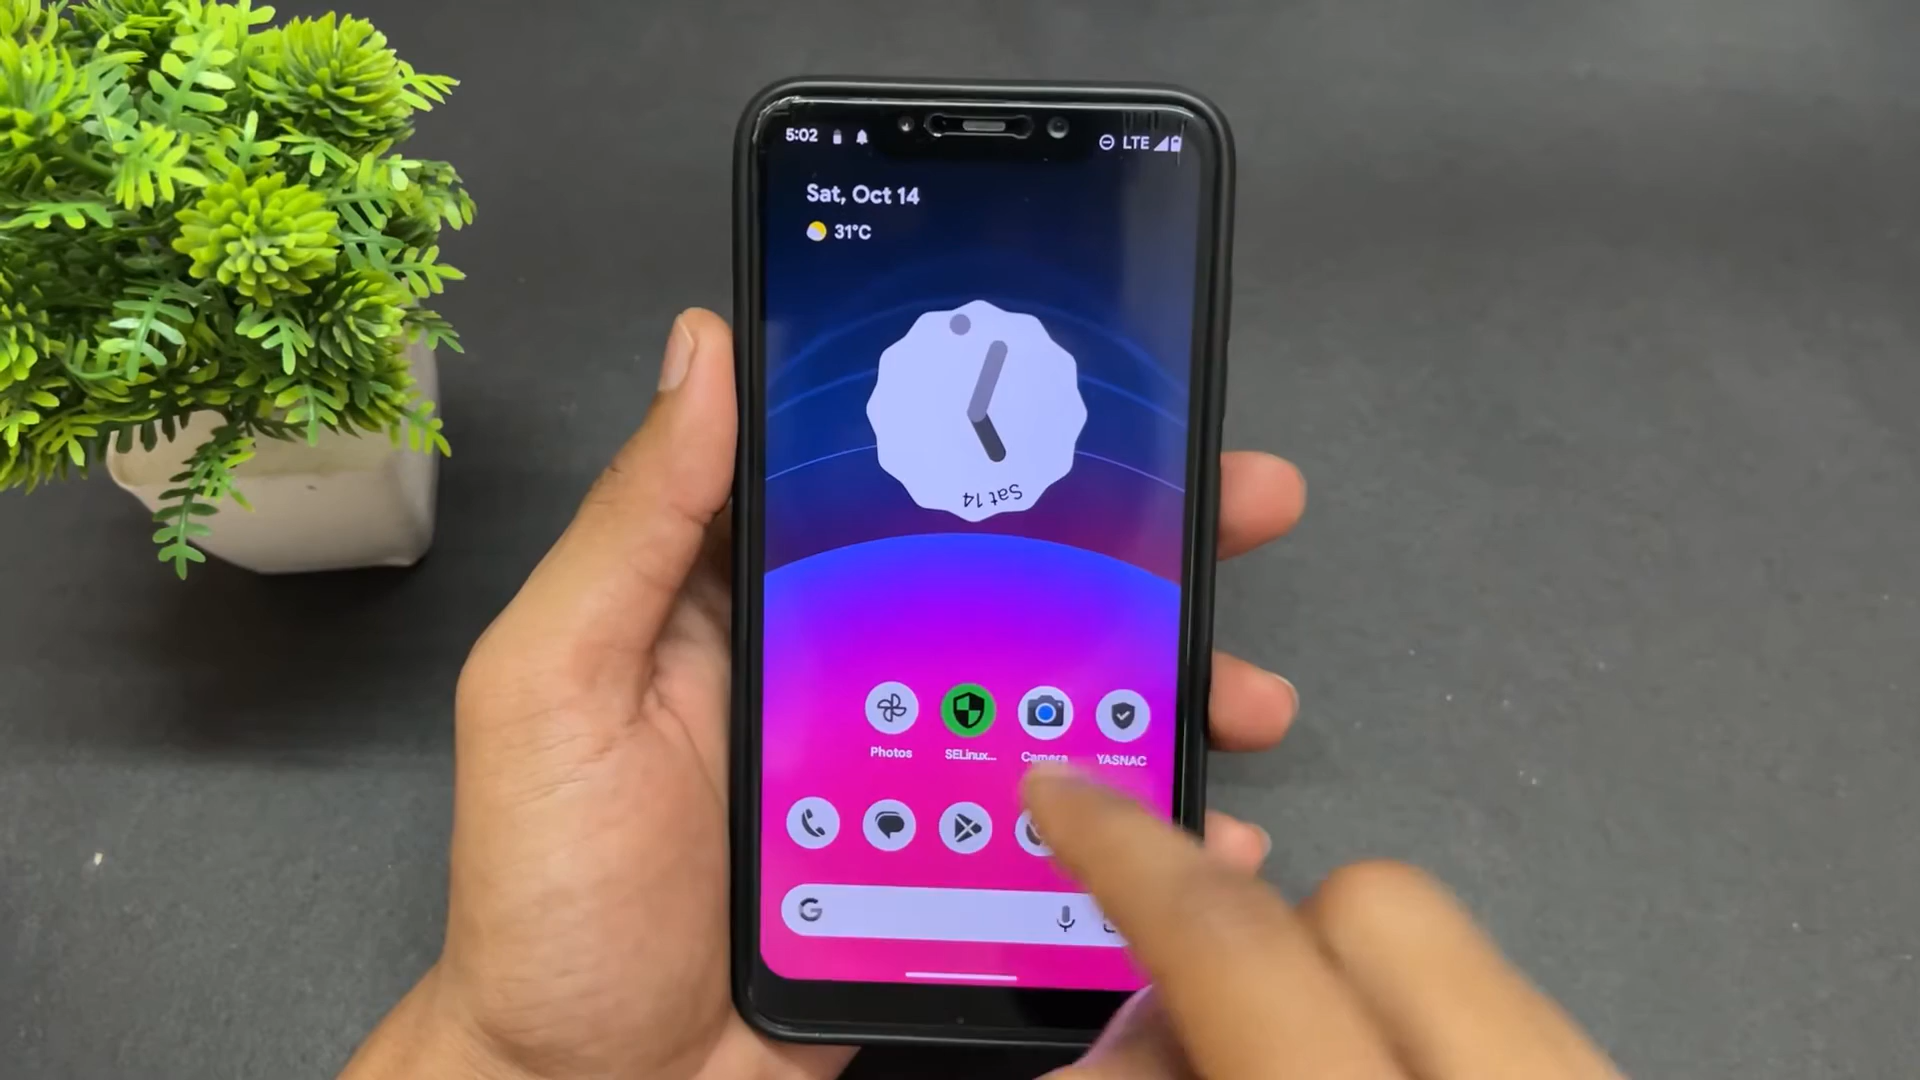 5:02 LTE
Sat, Oct 14
31°C
Sat 14
Photos SELinux... Camera YASNAC
G